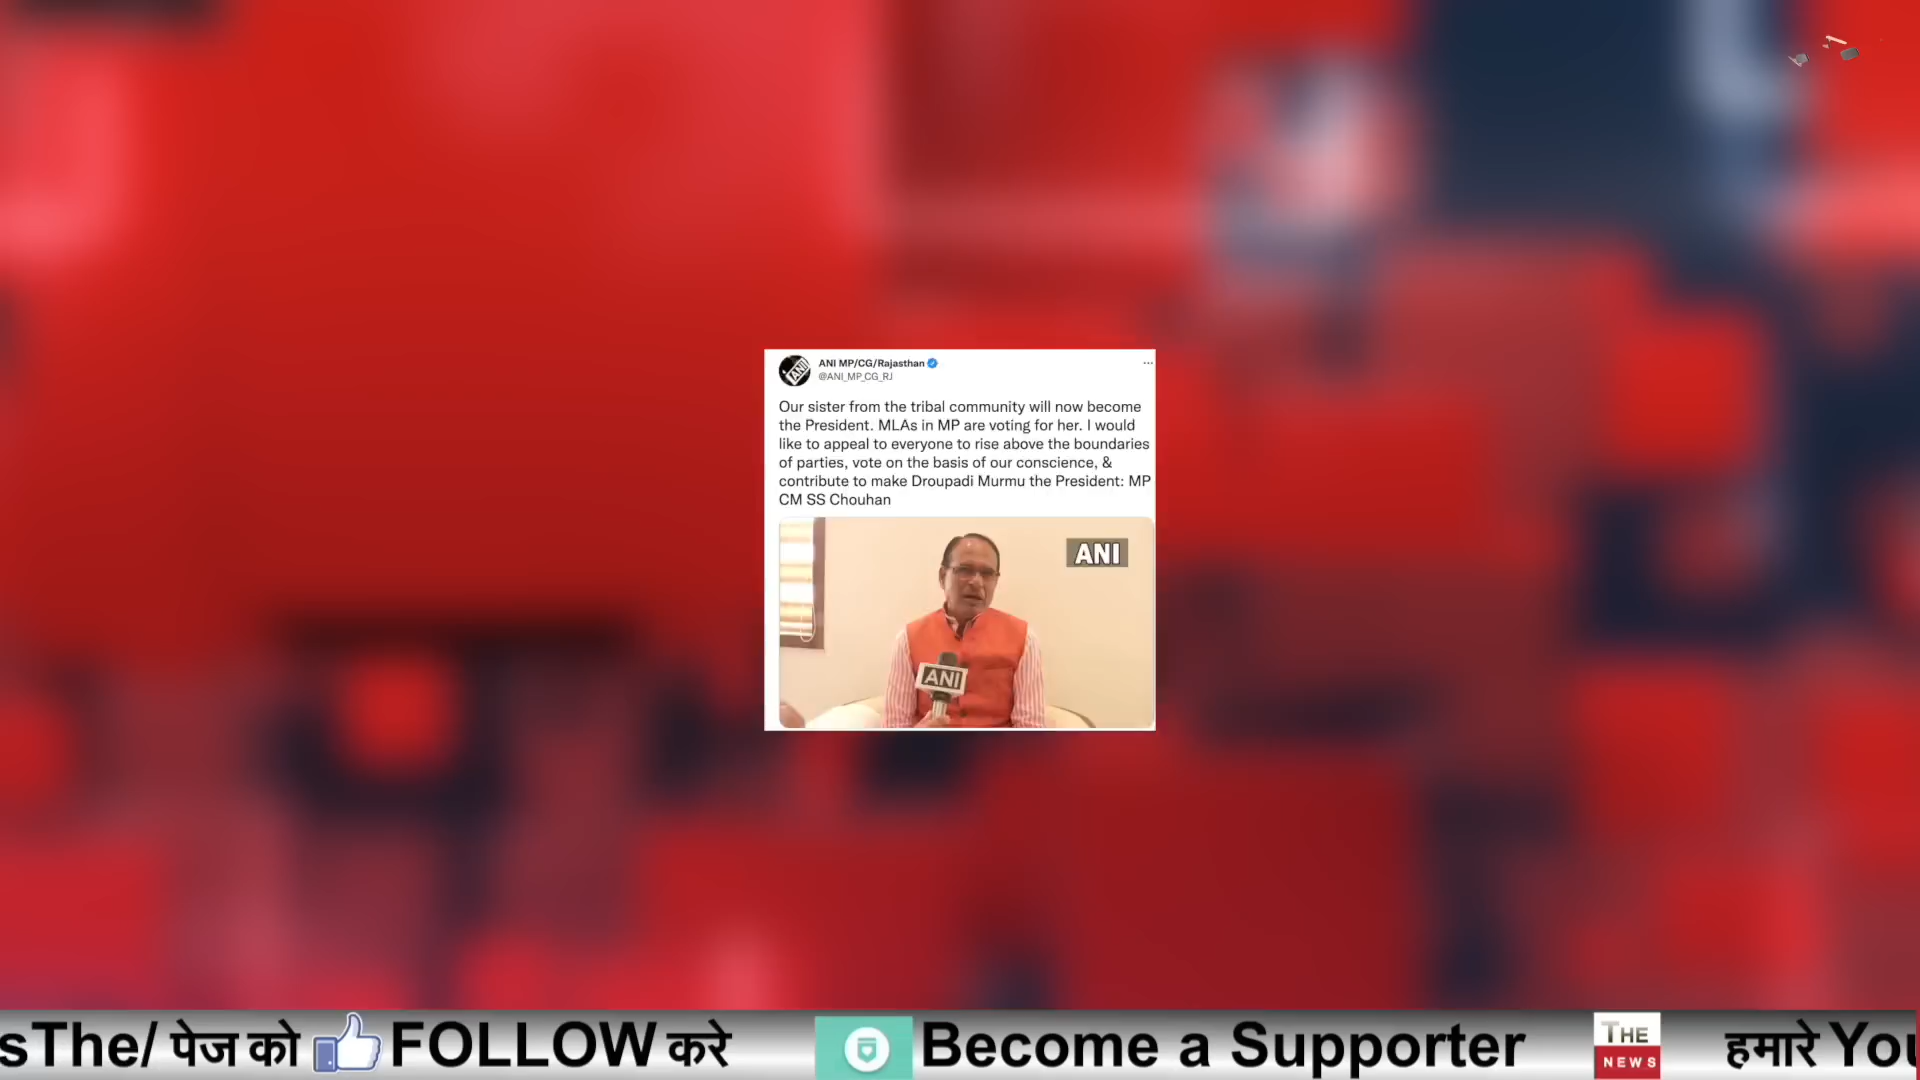 ANI MP/CG/Rajasthan
@ANI_MP_CG_RJ
Our sister from the tribal community will now become
the President. MLAs in MP are voting for her. I would
like to appeal to everyone to rise above the boundaries
of parties, vote on the basis of our conscience, &
contribute to make Droupadi Murmu the President: MP
CM SS Chouhan
ANI
ANI
sThe/ पेज को FOLLOW करे Become a Supporter THE NEWS हमारे You